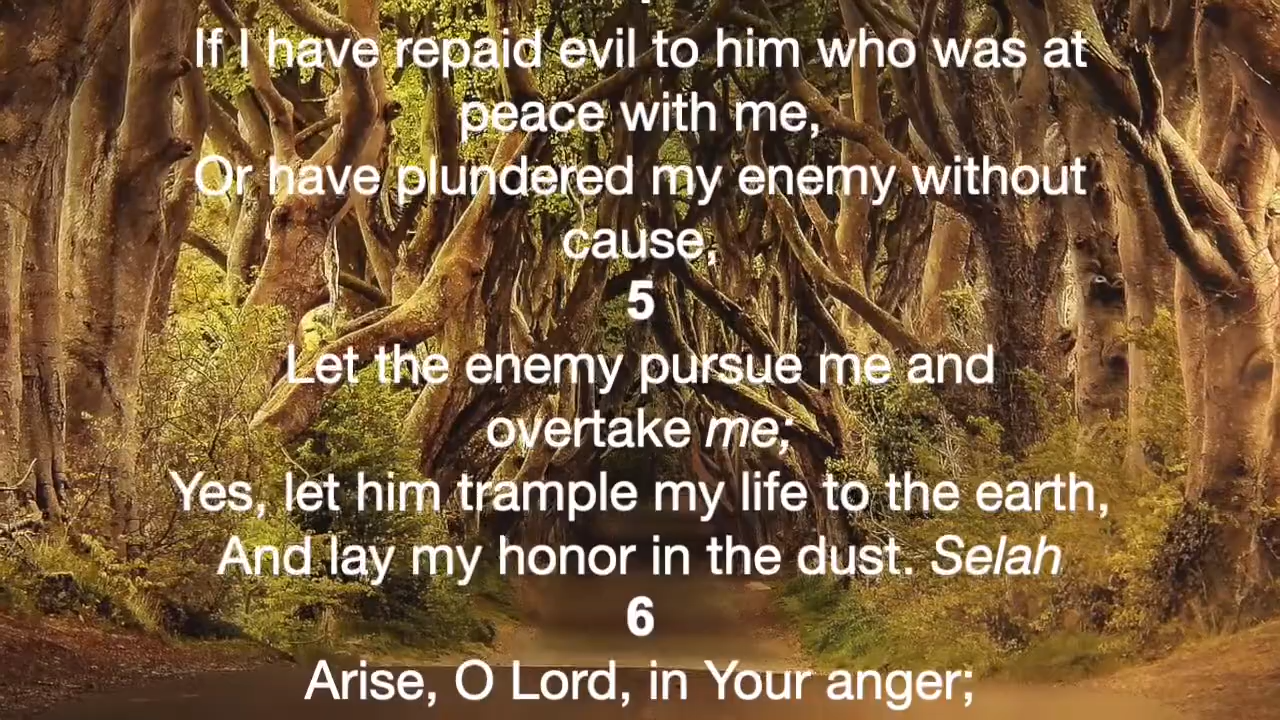 If I have repaid evil to him who was at
peace with me,
Or have plundered my enemy without
cause,
5
Let the enemy pursue me and
overtake me;
Yes, let him trample my life to the earth,
And lay my honor in the dust. Selah
6
Arise, O Lord, in Your anger;